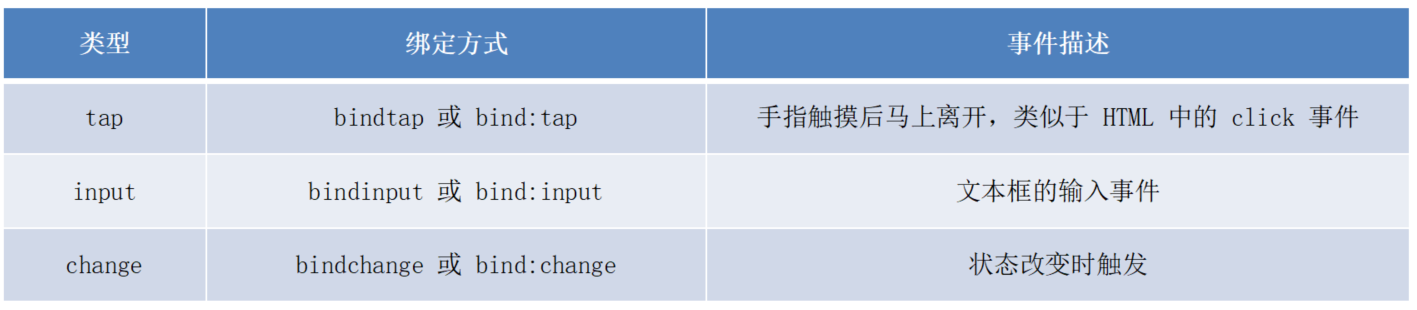 类型 绑定方式 事件描述
tap bindtap 或 bind:tap 手指触摸后马上离开，类似于 HTML 中的 click 事件
input bindinput 或 bind:input 文本框的输入事件
change bindchange 或 bind:change 状态改变时触发